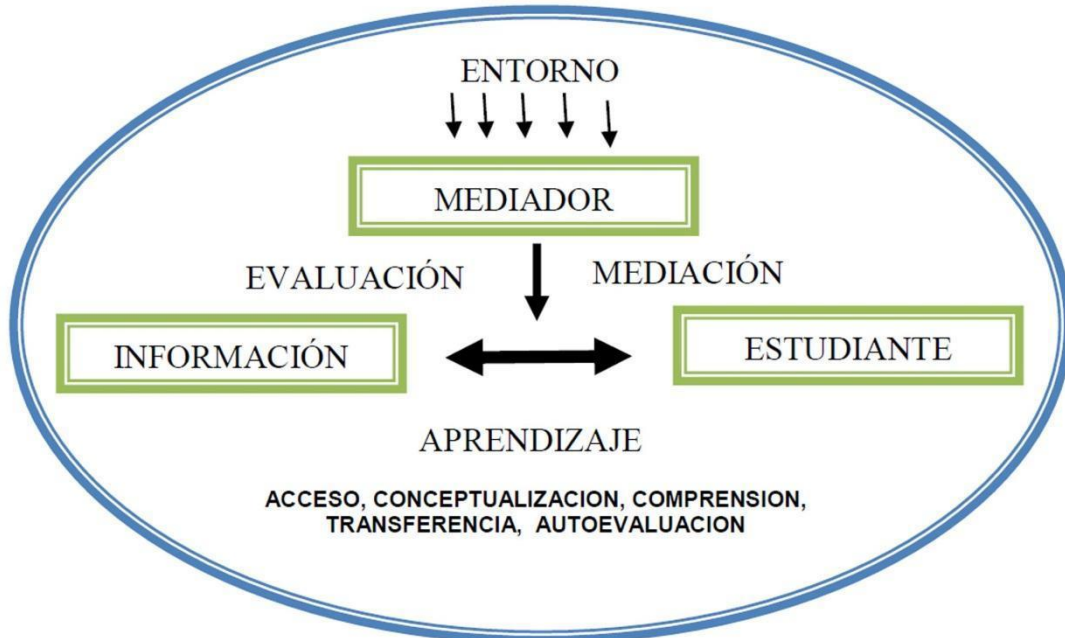 ENTORNO
MEDIADOR
EVALUACIÓN
MEDIACIÓN
INFORMACIÓN
ESTUDIANTE
APRENDIZAJE
ACCESO, CONCEPTUALIZACION, COMPRENSION,
TRANSFERENCIA, AUTOEVALUACION